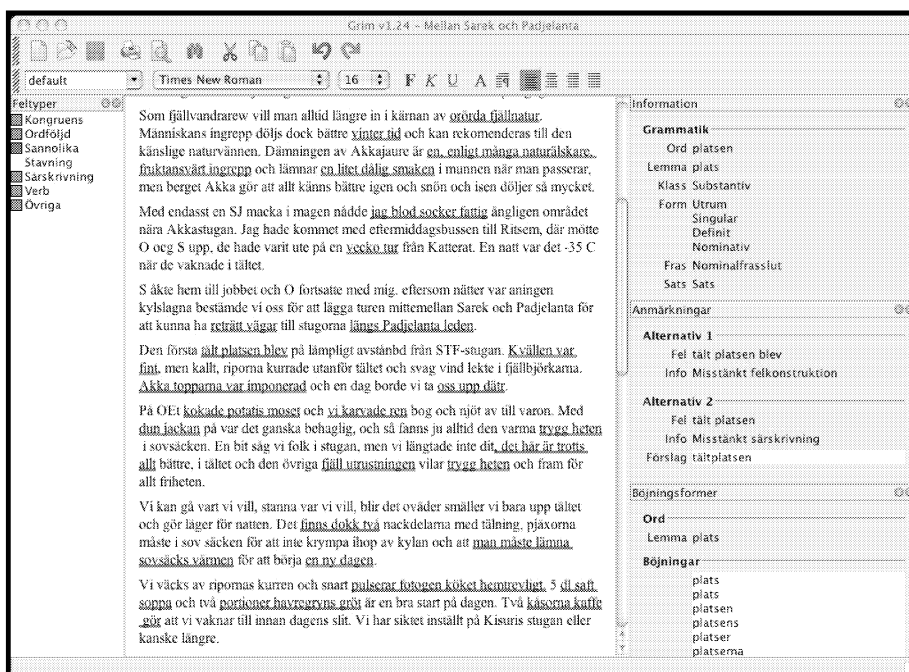 Grim v1.24 – Mellan Sarek och Padjelanta
default
Times New Roman
16
F K U A
Feltyper
Kongruens
Ordföljd
Sannolika
Stavning
Särskrivning
Verb
Övriga
Som fjällvandrarew vill man alltid längre in i kärnan av orörda fjällnatur.
Människans ingrepp döljs dock bättre vinter tid och kan rekomenderas till den
känslige naturvännen. Dämningen av Akkajaure är en, enligt många naturälskare,
fruktansvärt ingrepp och lämnar en litet dålig smaken i munnen när man passerar,
men berget Akka gör att allt känns bättre igen och snön och isen döljer så mycket.
Med endasst en SJ macka i magen nådde jag blod socker fattig ängligen området
nära Akkastugan. Jag hade kommet med eftermiddagsbussen till Ritsem, där mötte
O ocg S upp, de hade varit ute på en vecko tur från Katterat. En natt var det -35 C
när de vaknade i tältet.
S åkte hem till jobbet och O fortsatte med mig. eftersom nätter var aningen
kylslagna bestämde vi oss för att lägga turen mittemellan Sarek och Padjelanta för
att kunna ha reträtt vägar till stugorna längs Padjelanta leden.
Den första tält platsen blev på lämpligt avstånbd från STF-stugan. Kvällen var
fint, men kallt, riporna kurrade utanför tältet och svag vind lekte i fjällbjörkarna.
Akka topparna var imponerad och en dag borde vi ta oss upp dätr.
På OEt kokade potatis moset och vi karvade ren bog och njöt av till varon. Med
dun jackan på var det ganska behaglig, och så fanns ju alltid den varma trygg heten
i sovsäcken. En bit såg vi folk i stugan, men vi längtade inte dit, det här är trotts
allt bättre, i tältet och den övriga fjäll utrustningen vilar trygg heten och fram för
allt friheten.
Vi kan gå vart vi vill, stanna var vi vill, blir det oväder smäller vi bara upp tältet
och gör läger för natten. Det finns dokk två nackdelarna med tälning, pjäxorna
måste i sov säcken för att inte krympa ihop av kylan och att man måste lämna
sovsäcks värmen för att börja en ny dagen.
Vi väcks av ripornas kurren och snart pulserar fotogen köket hemtrevligt. 5 dl saft
soppa och två portioner havregryns gröt är en bra start på dagen. Två kåsorna kaffe
gör att vi vaknar till innan dagens slit. Vi har siktet inställt på Kisuris stugan eller
kanske längre.
Information
Grammatik
Ord platsen
Lemma plats
Klass Substantiv
Form Utrum
Singular
Definit
Nominativ
Fras Nominalfrasslut
Sats Sats
Anmärkningar
Alternativ 1
Fel tält platsen blev
Info Misstänkt felkonstruktion
Alternativ 2
Fel tält platsen
Info Misstänkt särskrivning
Förslag tältplatsen
Böjningsformer
Ord
Lemma plats
Böjningar
plats
plats
platsen
platsens
platser
platserna